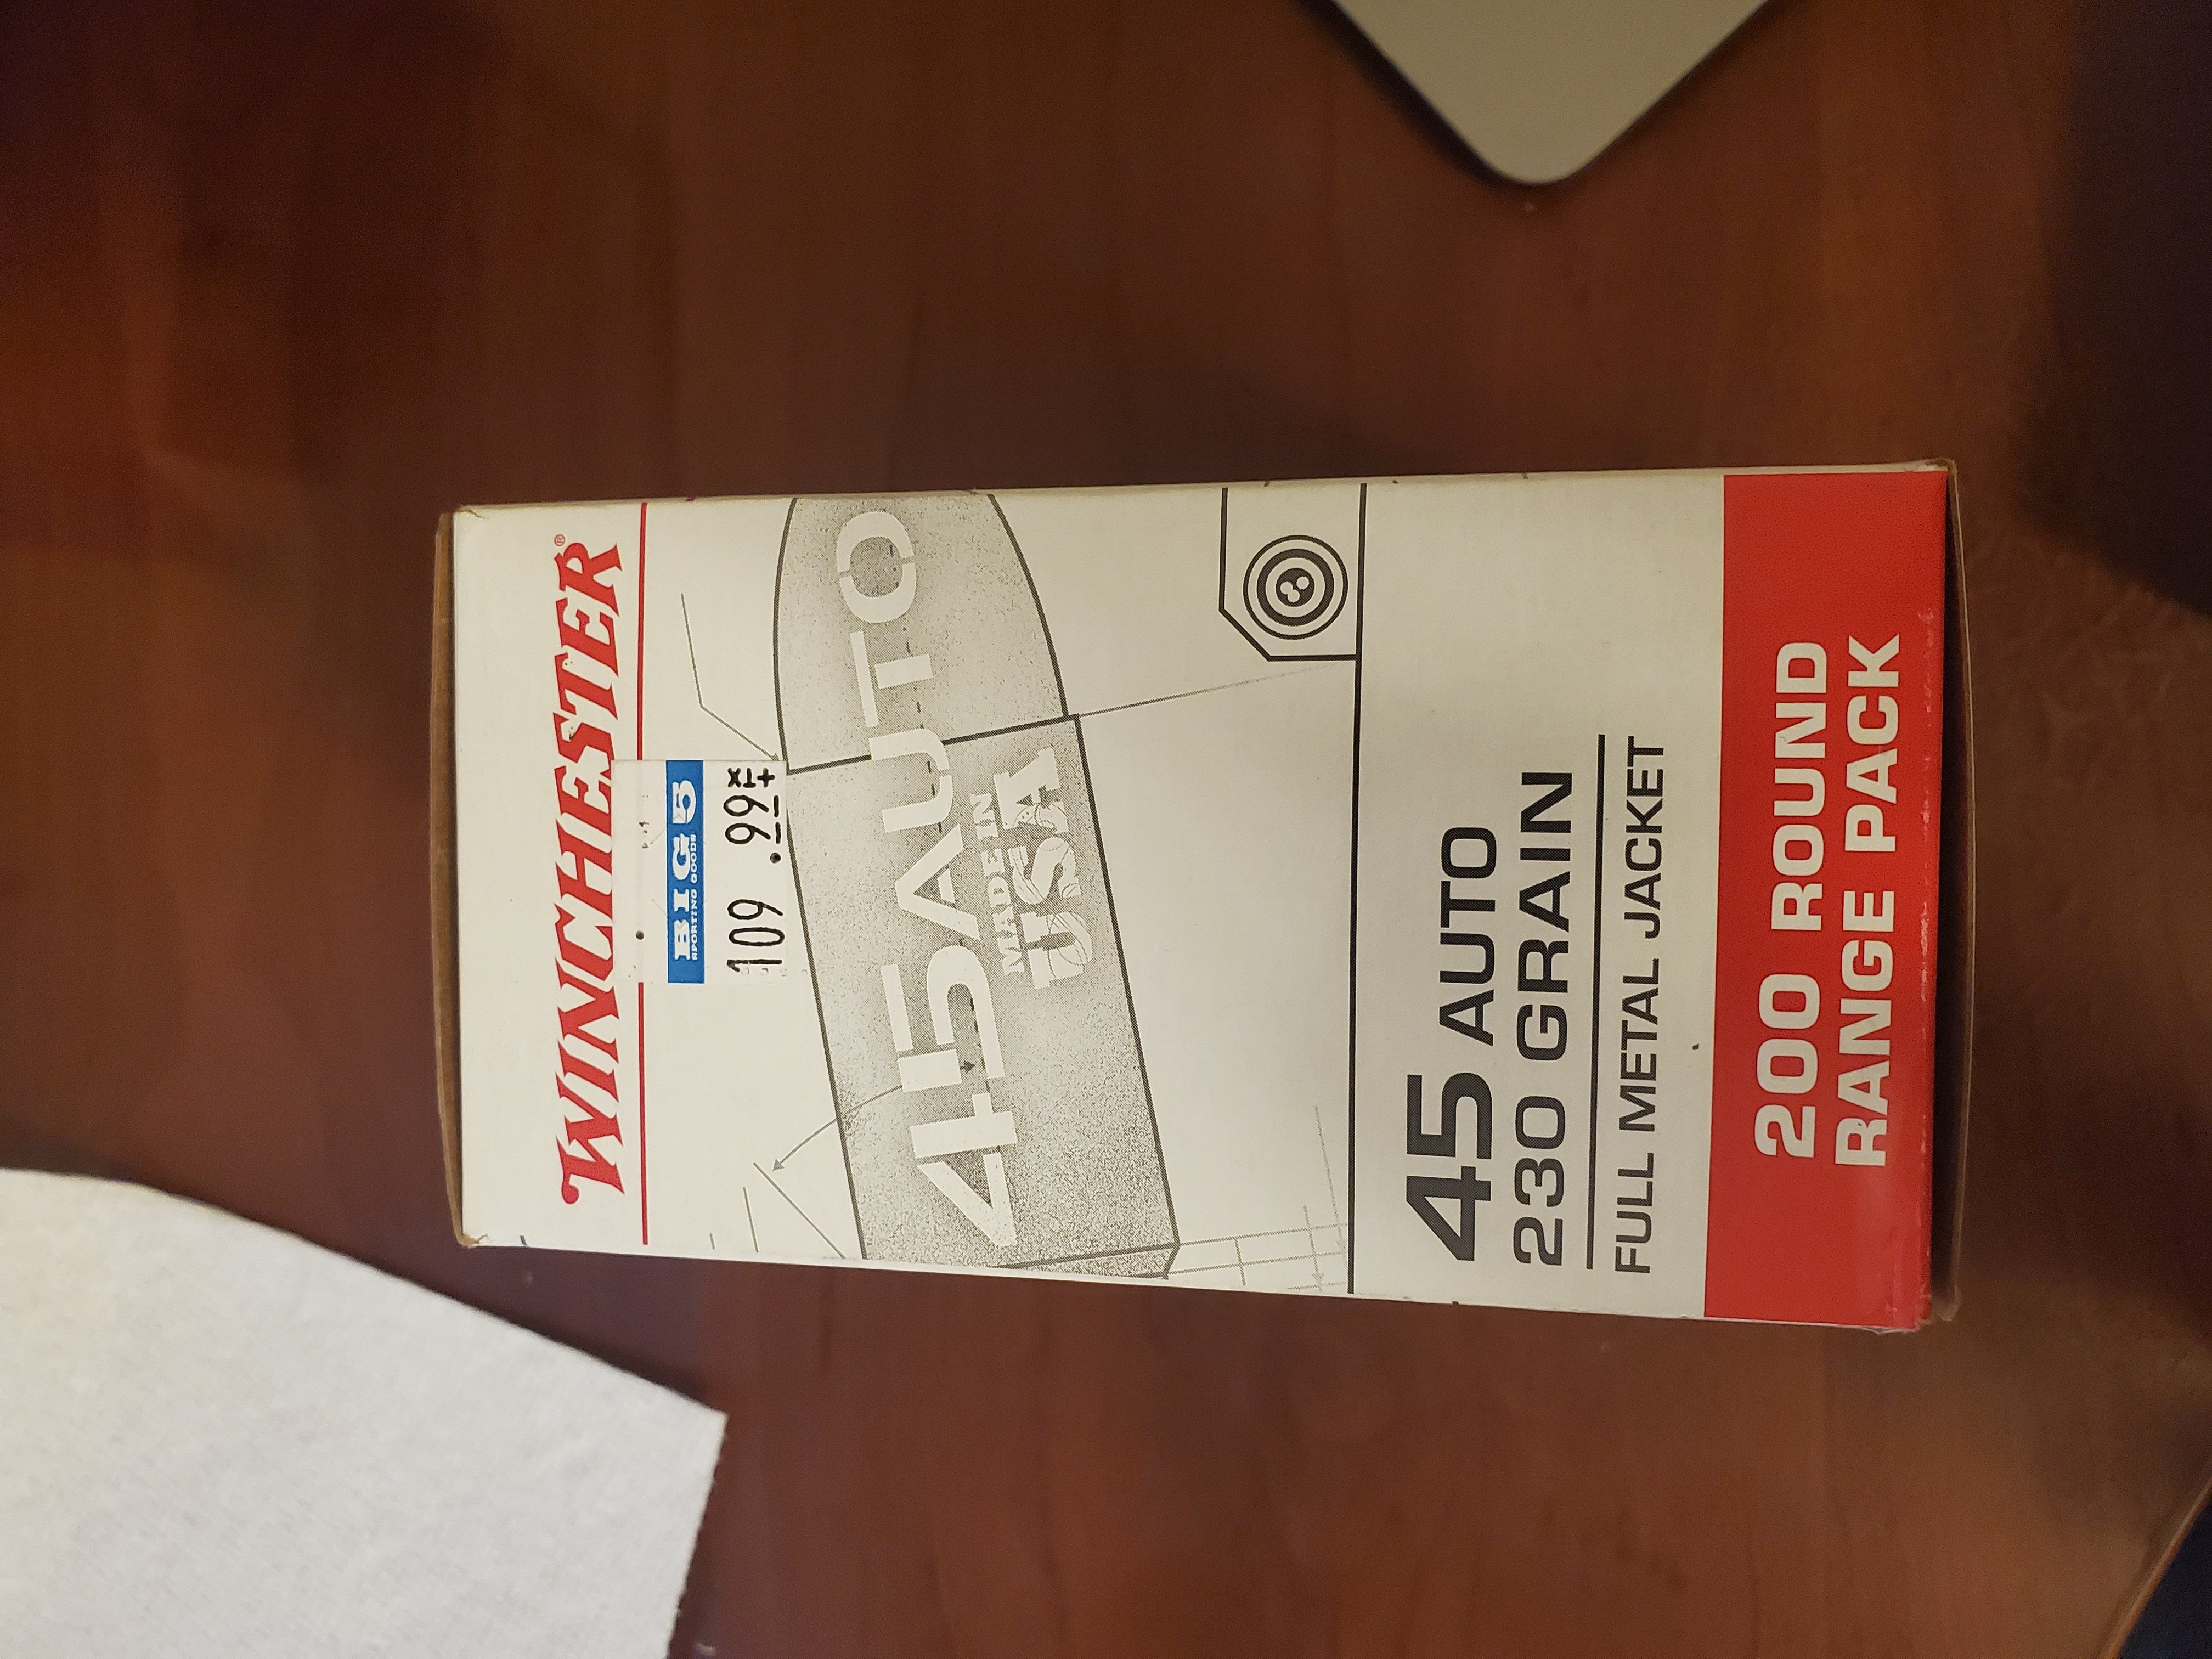 WINCHESTER®
BIG 5
SPORTING GOODS
109 .99
45 AUTO
MADE IN
USA
45 AUTO
230 GRAIN
FULL METAL JACKET
200 ROUND
RANGE PACK